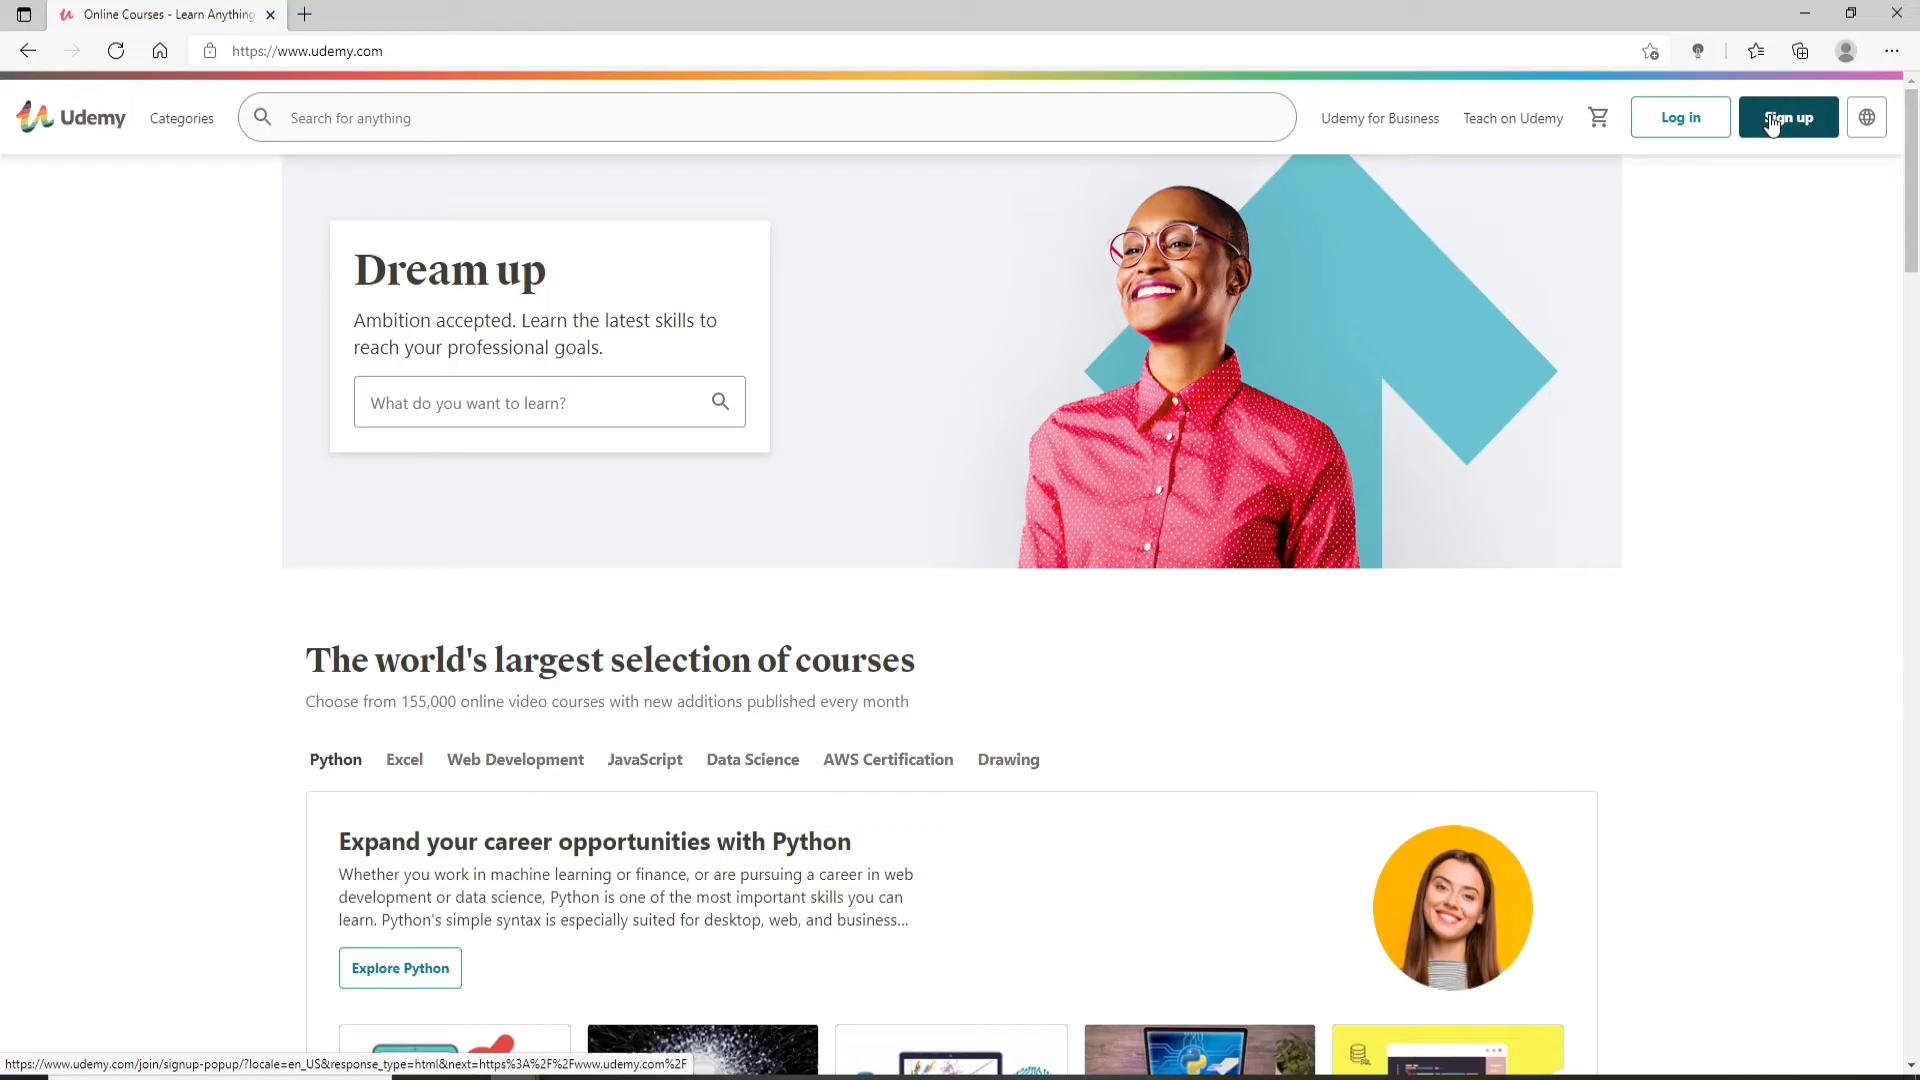 Online Courses - Learn Anything
https://www.udemy.com
Udemy
Categories
Search for anything
Udemy for Business
Teach on Udemy
Log in
Sign up
Dream up
Ambition accepted. Learn the latest skills to
reach your professional goals.
What do you want to learn?
The world's largest selection of courses
Choose from 155,000 online video courses with new additions published every month
Python Excel Web Development JavaScript Data Science AWS Certification Drawing
Expand your career opportunities with Python
Whether you work in machine learning or finance, or are pursuing a career in web
development or data science, Python is one of the most important skills you can
learn. Python's simple syntax is especially suited for desktop, web, and business...
Explore Python
SQL
https://www.udemy.com/join/signup-popup/?locale=en_US&response_type=html&next=https%3A%2F%2Fwww.udemy.com%2F